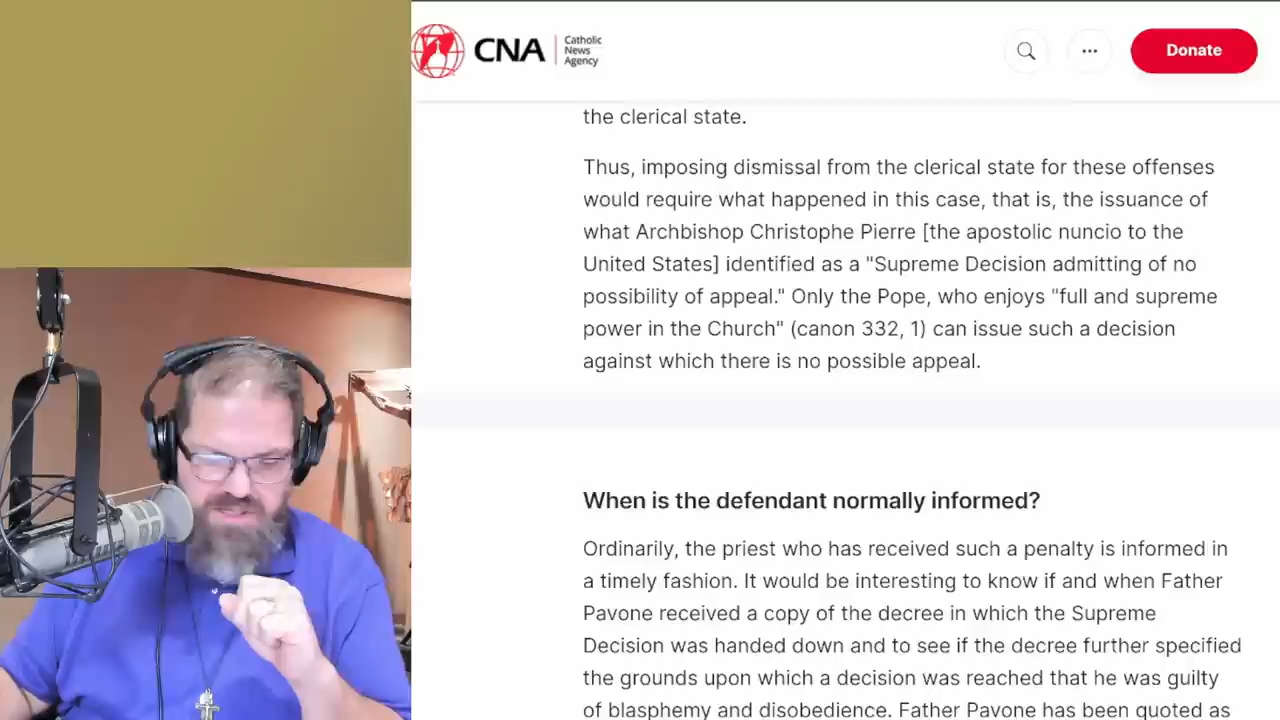 CNA
Catholic
News
Agency
Donate
the clerical state.
Thus, imposing dismissal from the clerical state for these offenses
would require what happened in this case, that is, the issuance of
what Archbishop Christophe Pierre [the apostolic nuncio to the
United States] identified as a "Supreme Decision admitting of no
possibility of appeal." Only the Pope, who enjoys "full and supreme
power in the Church" (canon 332, 1) can issue such a decision
against which there is no possible appeal.
When is the defendant normally informed?
Ordinarily, the priest who has received such a penalty is informed in
a timely fashion. It would be interesting to know if and when Father
Pavone received a copy of the decree in which the Supreme
Decision was handed down and to see if the decree further specified
the grounds upon which a decision was reached that he was guilty
of blasphemy and disobedience. Father Pavone has been quoted as